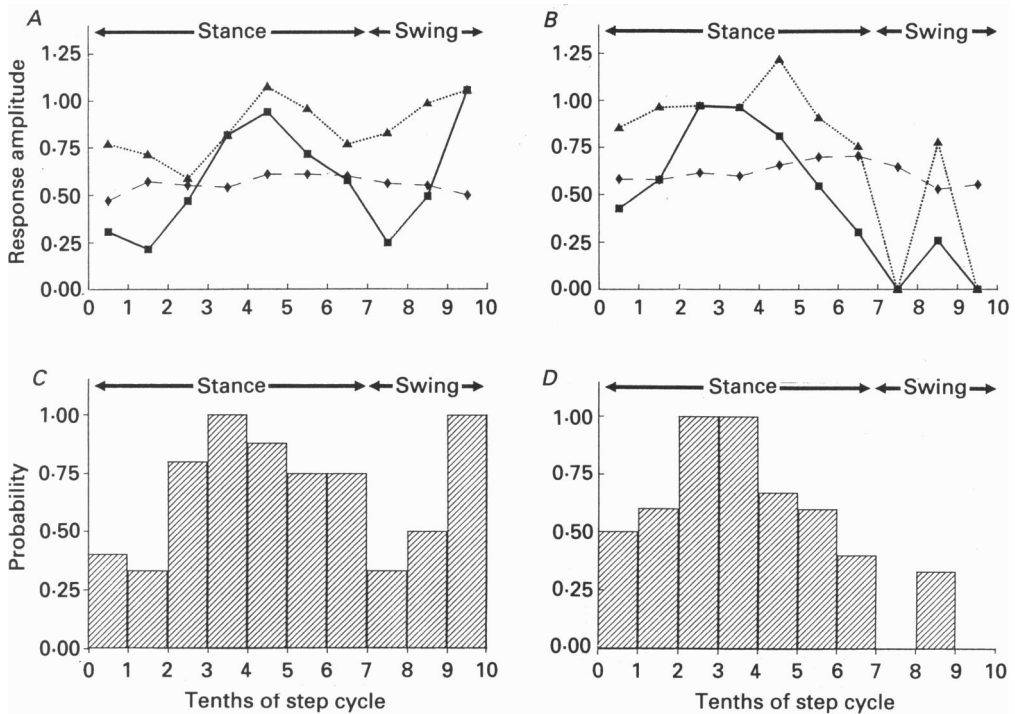 A
Stance
Swing
Response amplitude
1·25
1·00
0·75
0·50
0·25
0·00
0 1 2 3 4 5 6 7 8 9 10
B
Stance
Swing
1·25
1·00
0·75
0·50
0·25
0·00
0 1 2 3 4 5 6 7 8 9 10
C
Stance
Swing
Probability
1·00
0·75
0·50
0·25
0·00
0 1 2 3 4 5 6 7 8 9 10
Tenths of step cycle
D
Stance
Swing
1·00
0·75
0·50
0·25
0·00
0 1 2 3 4 5 6 7 8 9 10
Tenths of step cycle